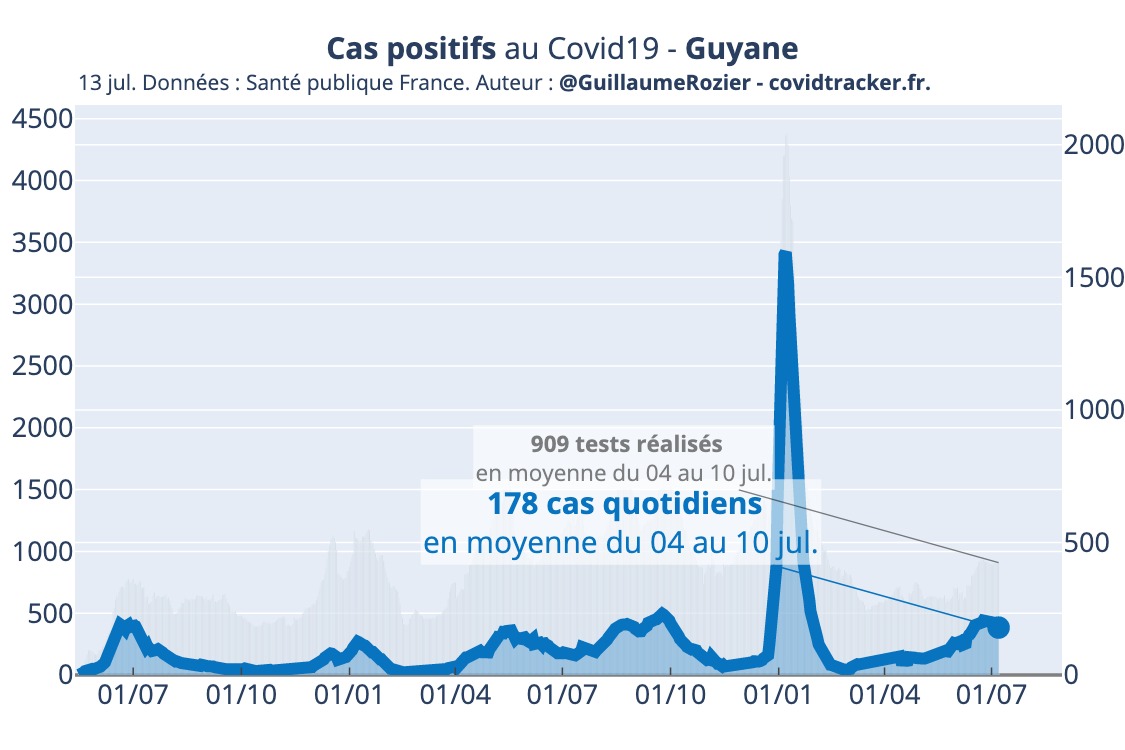 Cas positifs au Covid19 - Guyane
13 jul. Données : Santé publique France. Auteur : @GuillaumeRozier - covidtracker.fr.
4500
4000
3500
3000
2500
2000
1500
1000
500
0
2000
1500
1000
500
0
909 tests réalisés
en moyenne du 04 au 10 jul.
178 cas quotidiens
en moyenne du 04 au 10 jul.
01/07 01/10 01/01 01/04 01/07 01/10 01/01 01/04 01/07